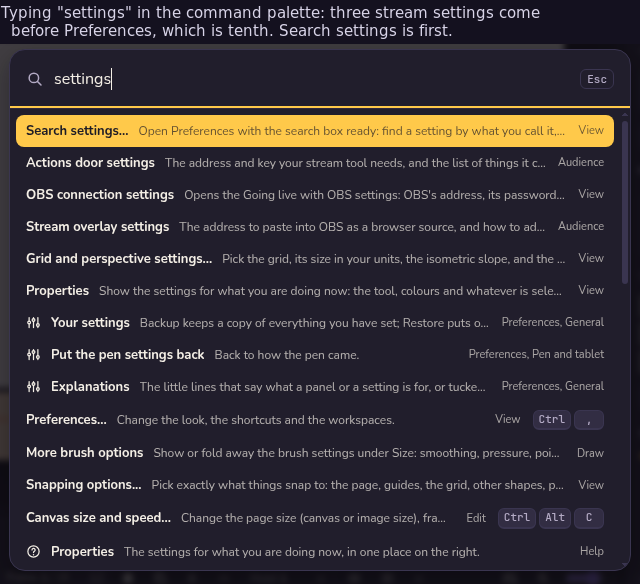 Typing "settings" in the command palette: three stream settings come
before Preferences, which is tenth. Search settings is first.
settings Esc
Search settings... Open Preferences with the search box ready: find a setting by what you call it,... View
Actions door settings The address and key your stream tool needs, and the list of things it c... Audience
OBS connection settings Opens the Going live with OBS settings: OBS's address, its password... View
Stream overlay settings The address to paste into OBS as a browser source, and how to ad... Audience
Grid and perspective settings... Pick the grid, its size in your units, the isometric slope, and the ... View
Properties Show the settings for what you are doing now: the tool, colours and whatever is sele... View
Your settings Backup keeps a copy of everything you have set; Restore puts o... Preferences, General
Put the pen settings back Back to how the pen came. Preferences, Pen and tablet
Explanations The little lines that say what a panel or a setting is for, or tucke... Preferences, General
Preferences... Change the look, the shortcuts and the workspaces. View Ctrl ,
More brush options Show or fold away the brush settings under Size: smoothing, pressure, poi... Draw
Snapping options... Pick exactly what things snap to: the page, guides, the grid, other shapes, p... View
Canvas size and speed... Change the page size (canvas or image size), fra... Edit Ctrl Alt C
Properties The settings for what you are doing now, in one place on the right. Help